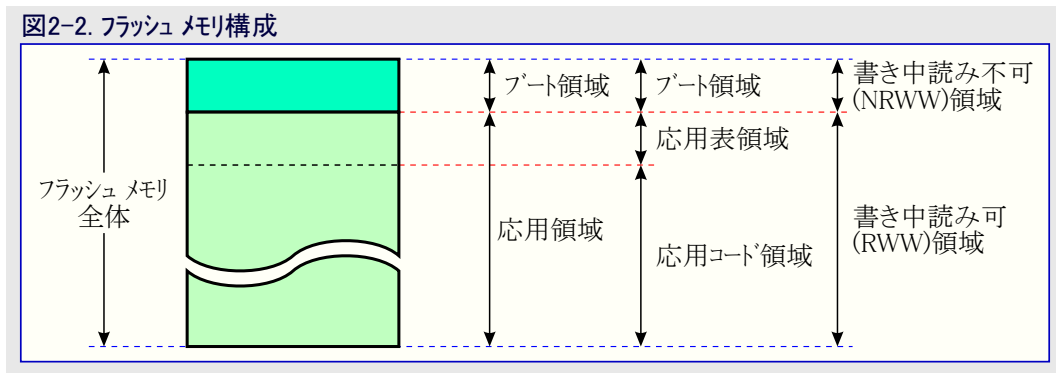 図2-2. フラッシュ メモリ構成
ブート領域
ブート領域
書き中読み不可
(NRWW)領域
応用表領域
フラッシュ メモリ
全体
応用領域
応用コード領域
書き中読み可
(RWW)領域